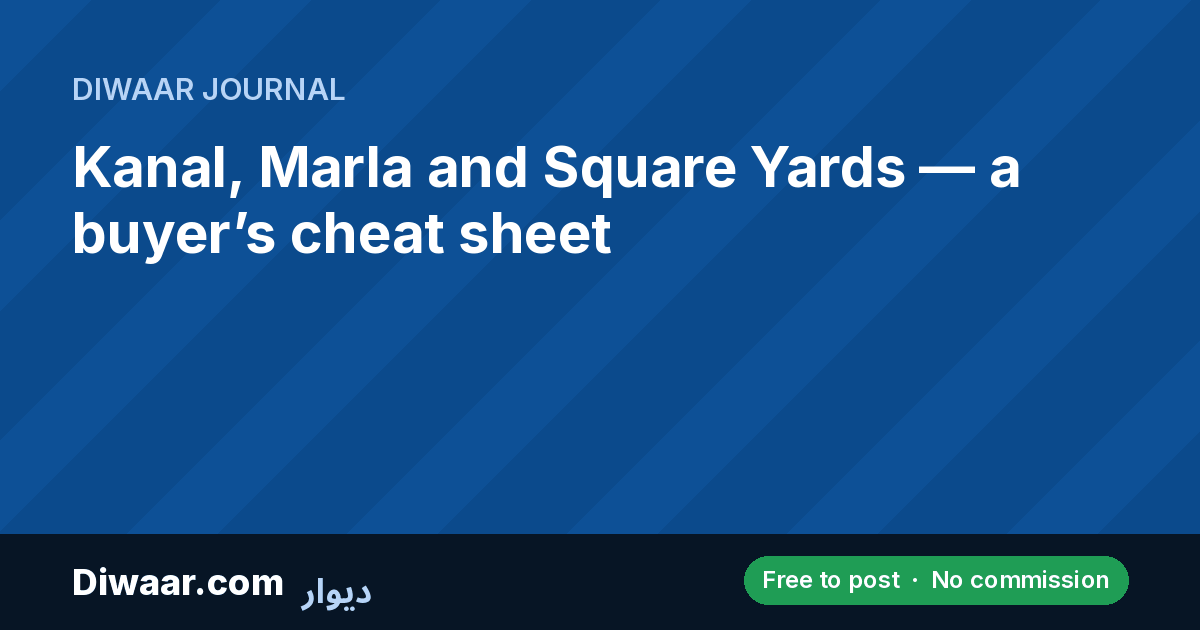 DIWAAR JOURNAL
Kanal, Marla and Square Yards — a
buyer’s cheat sheet
Diwaar.com دیوار
Free to post · No commission